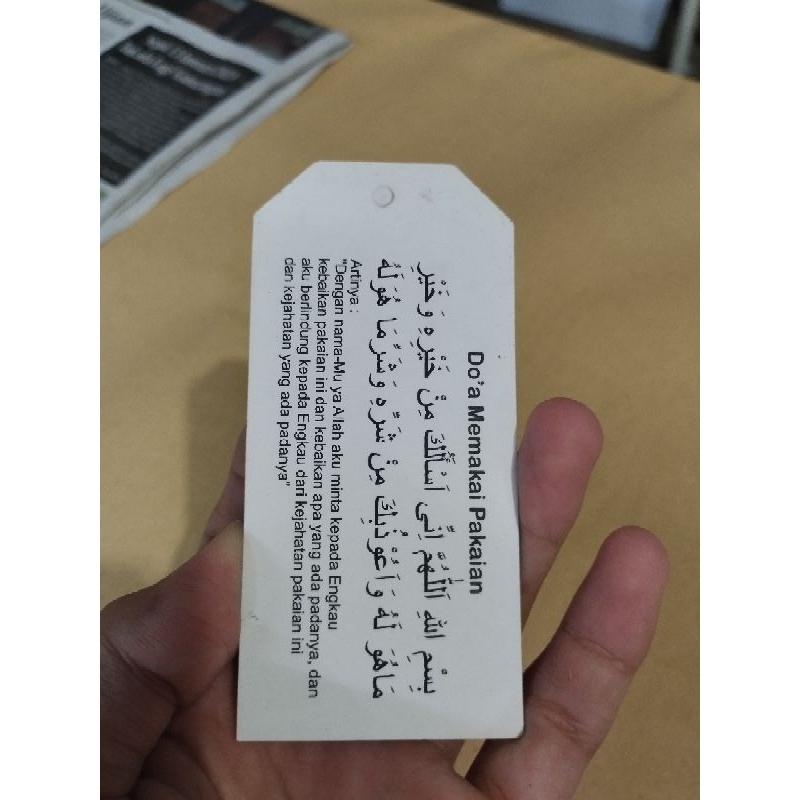 Do'a Memakai Pakaian
بِسْمِ اللهِ اَللّٰهُمَّ اِنِّى اَسْأَلُكَ مِنْ خَيْرِهِ وَخَيْرِ
مَاهُوَ لَهُ وَاَعُوْذُبِكَ مِنْ شَرِّهِ وَشَرِّمَا هُوَلَهُ
Artinya :
"Dengan nama-Mu ya Allah aku minta kepada Engkau
kebaikan pakaian ini dan kebaikan apa yang ada padanya, dan
aku berlindung kepada Engkau dari kejahatan pakaian ini
dan kejahatan yang ada padanya"